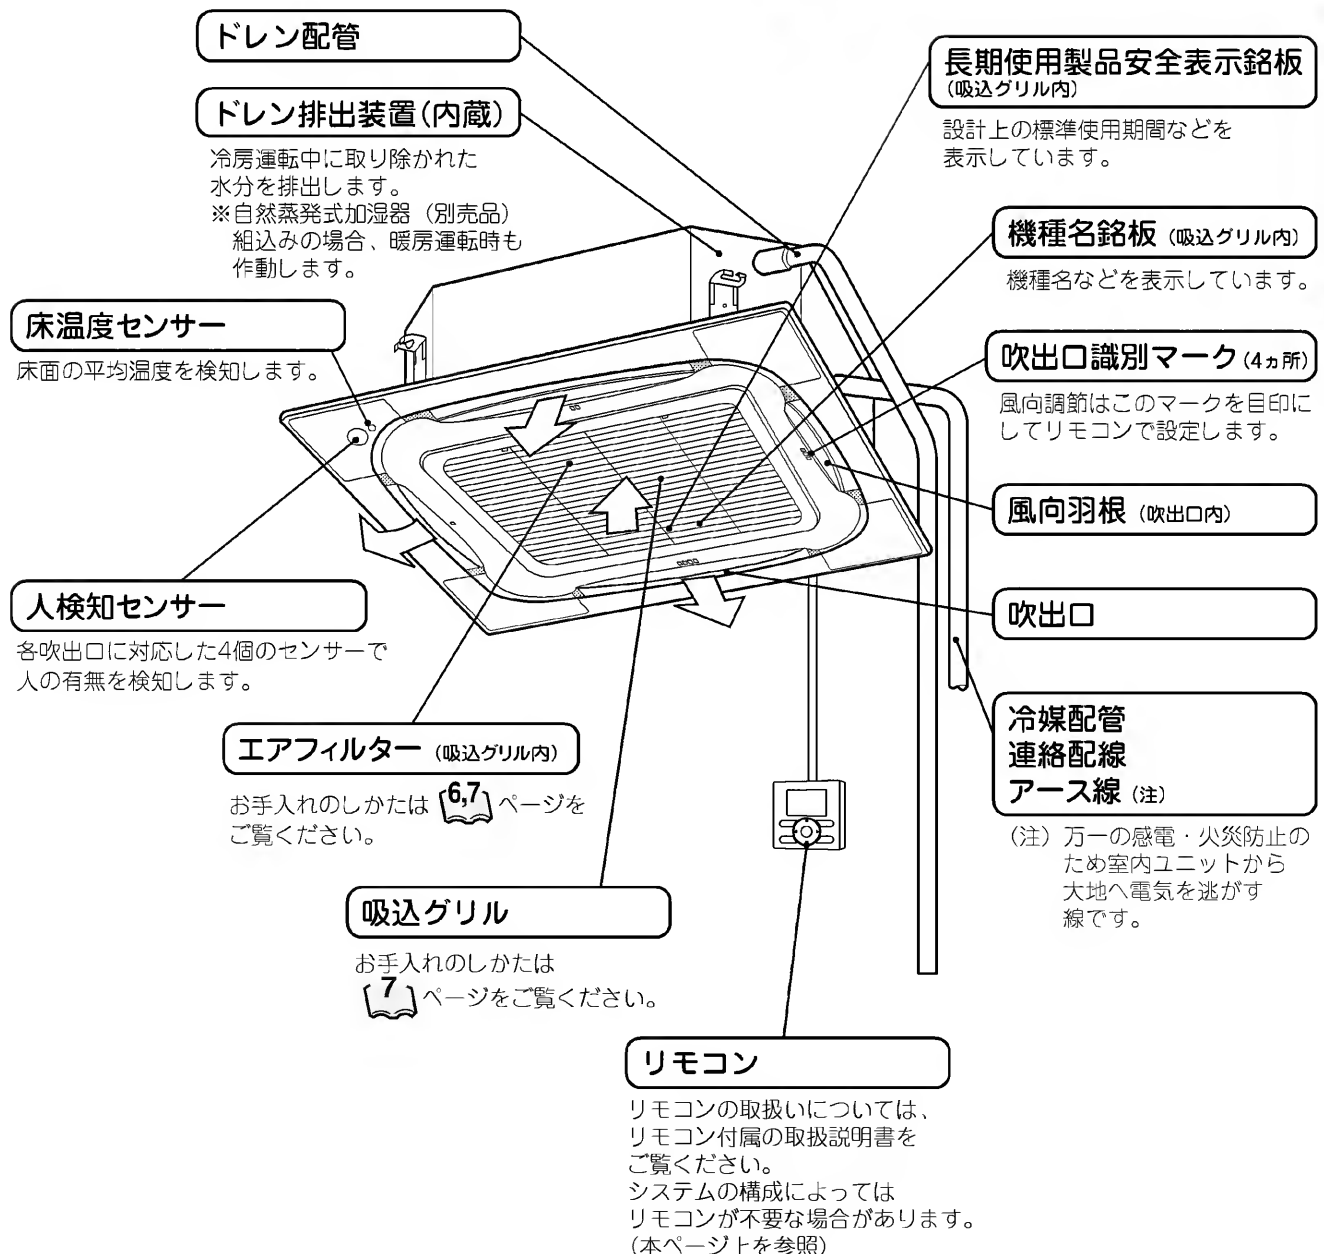 ドレン配管
ドレン排出装置(内蔵)
冷房運転中に取り除かれた
水分を排出します。
※自然蒸発式加湿器（別売品）
組込みの場合、暖房運転時も
作動します。
床温度センサー
床面の平均温度を検知します。
人検知センサー
各吹出口に対応した4個のセンサーで
人の有無を検知します。
エアフィルター (吸込グリル内)
お手入れのしかたは 6,7 ページを
ご覧ください。
吸込グリル
お手入れのしかたは
7 ページをご覧ください。
リモコン
リモコンの取扱いについては、
リモコン付属の取扱説明書を
ご覧ください。
システムの構成によっては
リモコンが不要な場合があります。
(本ページ上を参照)
長期使用製品安全表示銘板
(吸込グリル内)
設計上の標準使用期間などを
表示しています。
機種名銘板 (吸込グリル内)
機種名などを表示しています。
吹出口識別マーク (4ヵ所)
風向調節はこのマークを目印に
してリモコンで設定します。
風向羽根 (吹出口内)
吹出口
冷媒配管
連絡配線
アース線 (注)
(注) 万一の感電・火災防止の
ため室内ユニットから
大地へ電気を逃がす
線です。